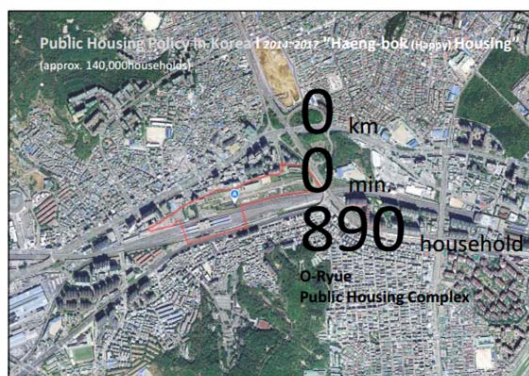 Public Housing Policy in Korea I 2014~2017 "Haeng-bok (Happy) Housing"
(approx. 140,000households)
0 km
0 min.
890 household
O-Ryue
Public Housing Complex